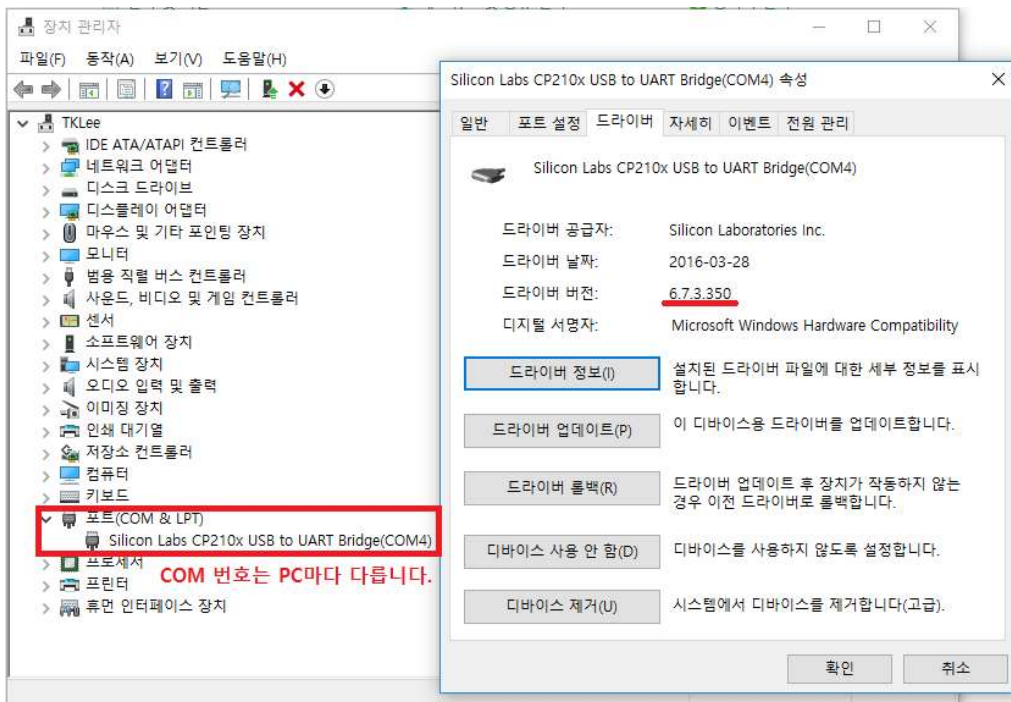 장치 관리자
파일(F) 동작(A) 보기(V) 도움말(H)
TKLee
IDE ATA/ATAPI 컨트롤러
네트워크 어댑터
디스크 드라이브
디스플레이 어댑터
마우스 및 기타 포인팅 장치
모니터
범용 직렬 버스 컨트롤러
사운드, 비디오 및 게임 컨트롤러
센서
소프트웨어 장치
시스템 장치
오디오 입력 및 출력
이미징 장치
인쇄 대기열
저장소 컨트롤러
컴퓨터
키보드
포트(COM & LPT)
Silicon Labs CP210x USB to UART Bridge(COM4)
프로세서
COM 번호는 PC마다 다릅니다.
프린터
휴먼 인터페이스 장치
Silicon Labs CP210x USB to UART Bridge(COM4) 속성
일반 포트 설정 드라이버 자세히 이벤트 전원 관리
Silicon Labs CP210x USB to UART Bridge(COM4)
드라이버 공급자: Silicon Laboratories Inc.
드라이버 날짜: 2016-03-28
드라이버 버전: 6.7.3.350
디지털 서명자: Microsoft Windows Hardware Compatibility
드라이버 정보(I) 설치된 드라이버 파일에 대한 세부 정보를 표시
합니다.
드라이버 업데이트(P) 이 디바이스용 드라이버를 업데이트합니다.
드라이버 롤백(R) 드라이버 업데이트 후 장치가 작동하지 않는
경우 이전 드라이버로 롤백합니다.
디바이스 사용 안 함(D) 디바이스를 사용하지 않도록 설정합니다.
디바이스 제거(U) 시스템에서 디바이스를 제거합니다(고급).
확인 취소